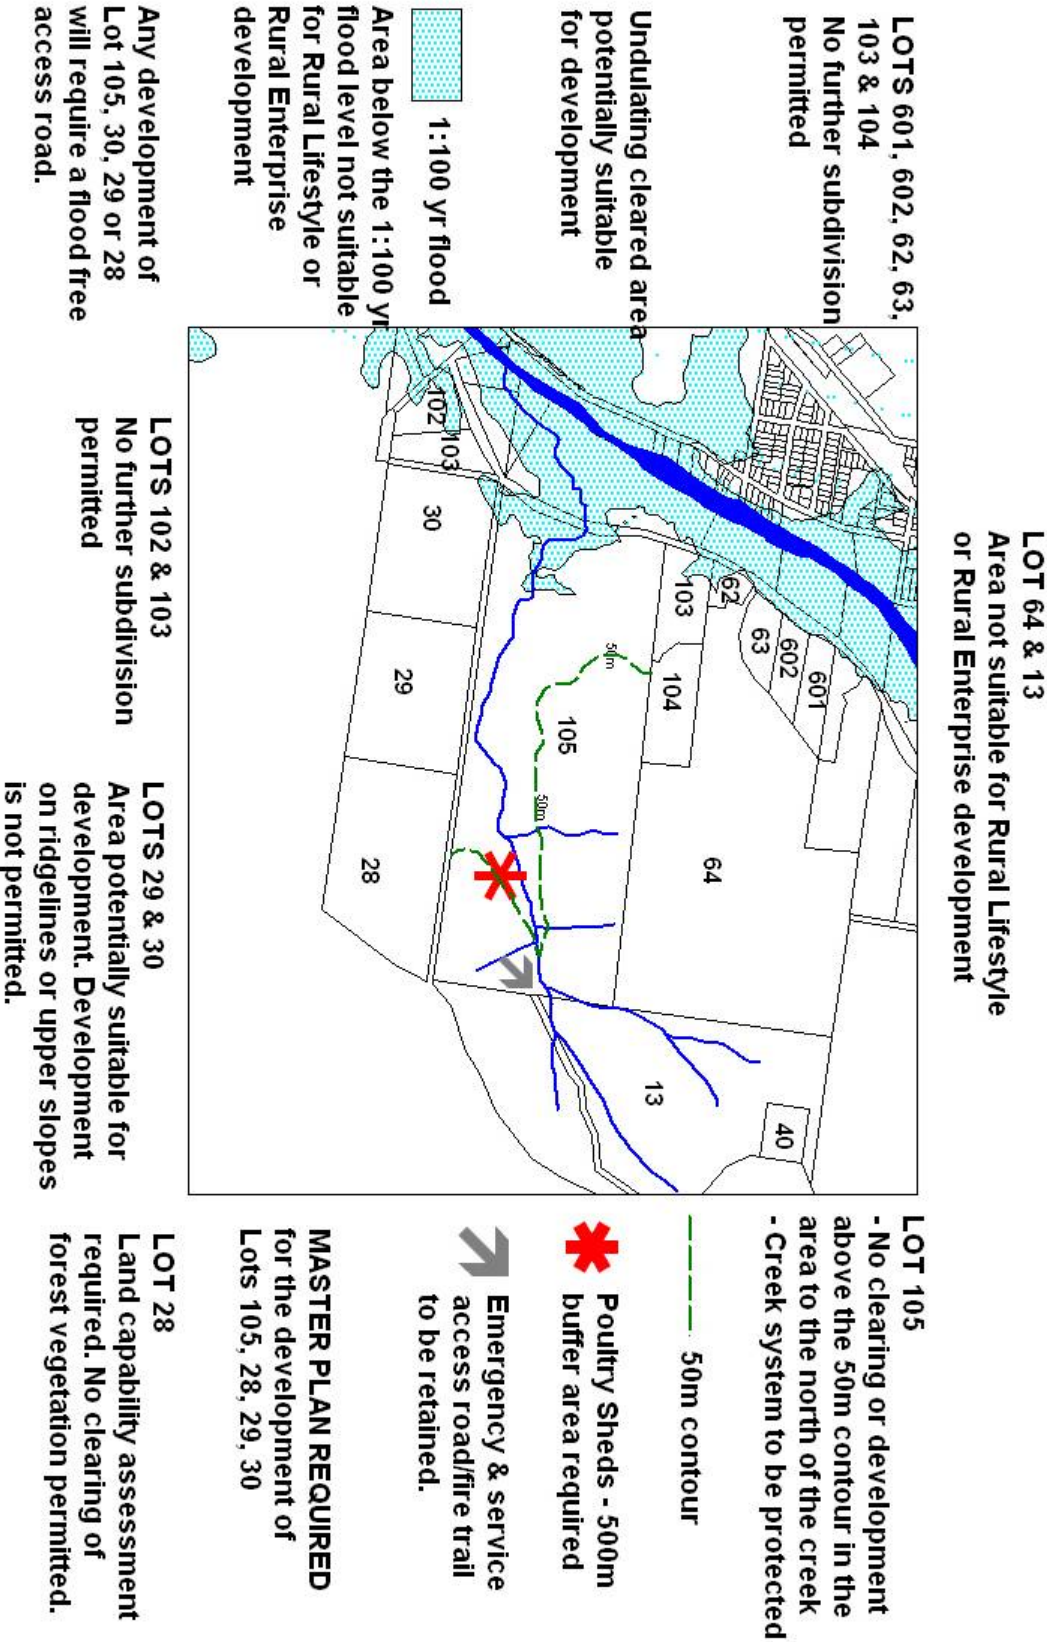 LOT 64 & 13
Area not suitable for Rural Lifestyle
or Rural Enterprise development
LOTS 601, 602, 62, 63,
103 & 104
No further subdivision
permitted
Undulating cleared area
potentially suitable
for development
1:100 yr flood
Area below the 1:100 yr
flood level not suitable
for Rural Lifestyle or
Rural Enterprise
development
Any development of
Lot 105, 30, 29 or 28
will require a flood free
access road.
601
602
63
62
103
104
64
40
13
50m
105
50m
102
103
30
29
28
LOT 105
- No clearing or development
above the 50m contour in the
area to the north of the creek
- Creek system to be protected
50m contour
Poultry Sheds - 500m
buffer area required
Emergency & service
access road/fire trail
to be retained.
MASTER PLAN REQUIRED
for the development of
Lots 105, 28, 29, 30
LOTS 102 & 103
No further subdivision
permitted
LOTS 29 & 30
Area potentially suitable for
development. Development
on ridgelines or upper slopes
is not permitted.
LOT 28
Land capability assessment
required. No clearing of
forest vegetation permitted.